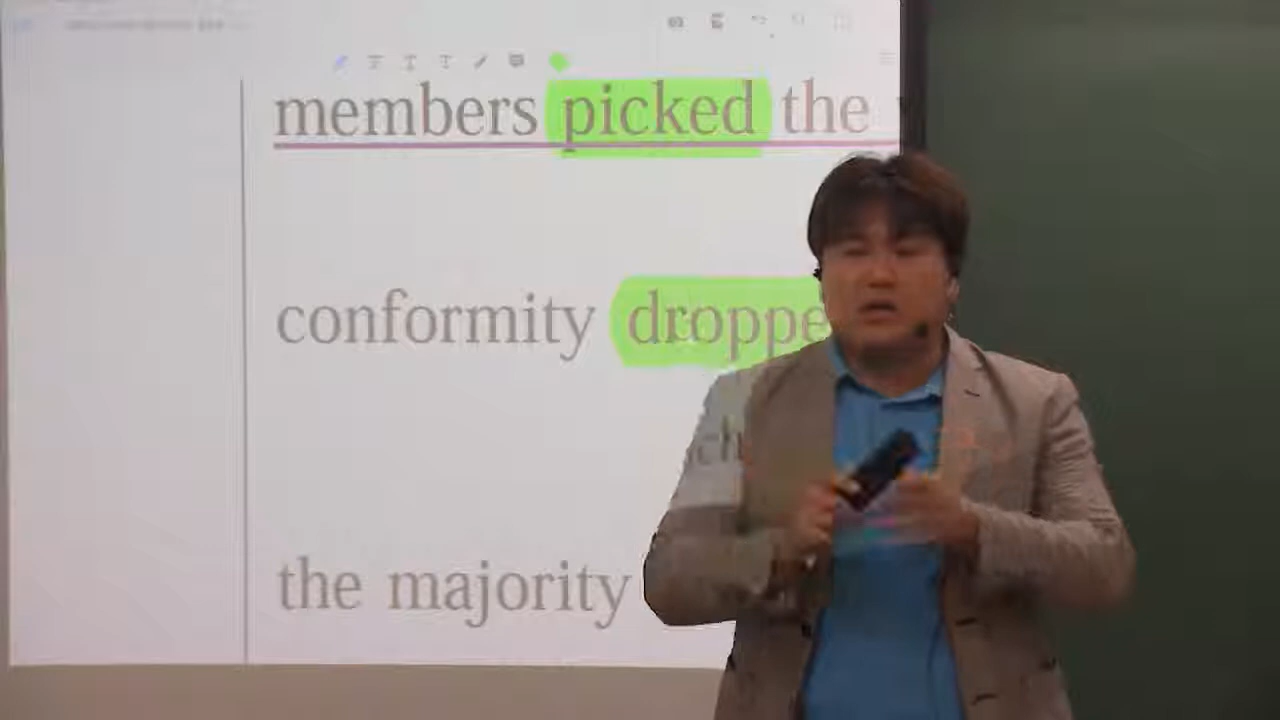 members picked the
conformity droppe
the majority